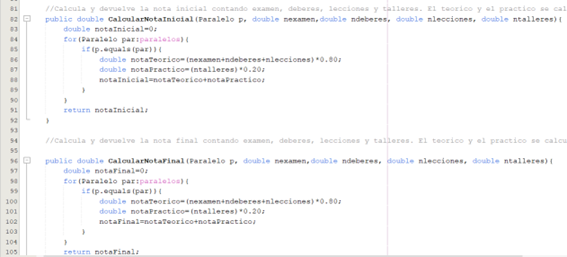 81 //Calcula y devuelve la nota inicial contando examen, deberes, lecciones y talleres. El teorico y el practico se cal
82 public double CalcularNotaInicial(Paralelo p, double nexamen,double ndeberes, double nlecciones, double ntalleres){
83 double notaInicial=0;
84 for(Paralelo par:paralelos){
85 if(p.equals(par)){
86 double notaTeorico=(nexamen+ndeberes+nlecciones)*0.80;
87 double notaPractico=(ntalleres)*0.20;
88 notaInicial=notaTeorico+notaPractico;
89 }
90 }
91 return notaInicial;
92 }
93
94 //Calcula y devuelve la nota final contando examen, deberes, lecciones y talleres. El teorico y el practico se calcu
95
96 public double CalcularNotaFinal(Paralelo p, double nexamen,double ndeberes, double nlecciones, double ntalleres){
97 double notaFinal=0;
98 for(Paralelo par:paralelos){
99 if(p.equals(par)){
100 double notaTeorico=(nexamen+ndeberes+nlecciones)*0.80;
101 double notaPractico=(ntalleres)*0.20;
102 notaFinal=notaTeorico+notaPractico;
103 }
104 }
105 return notaFinal;